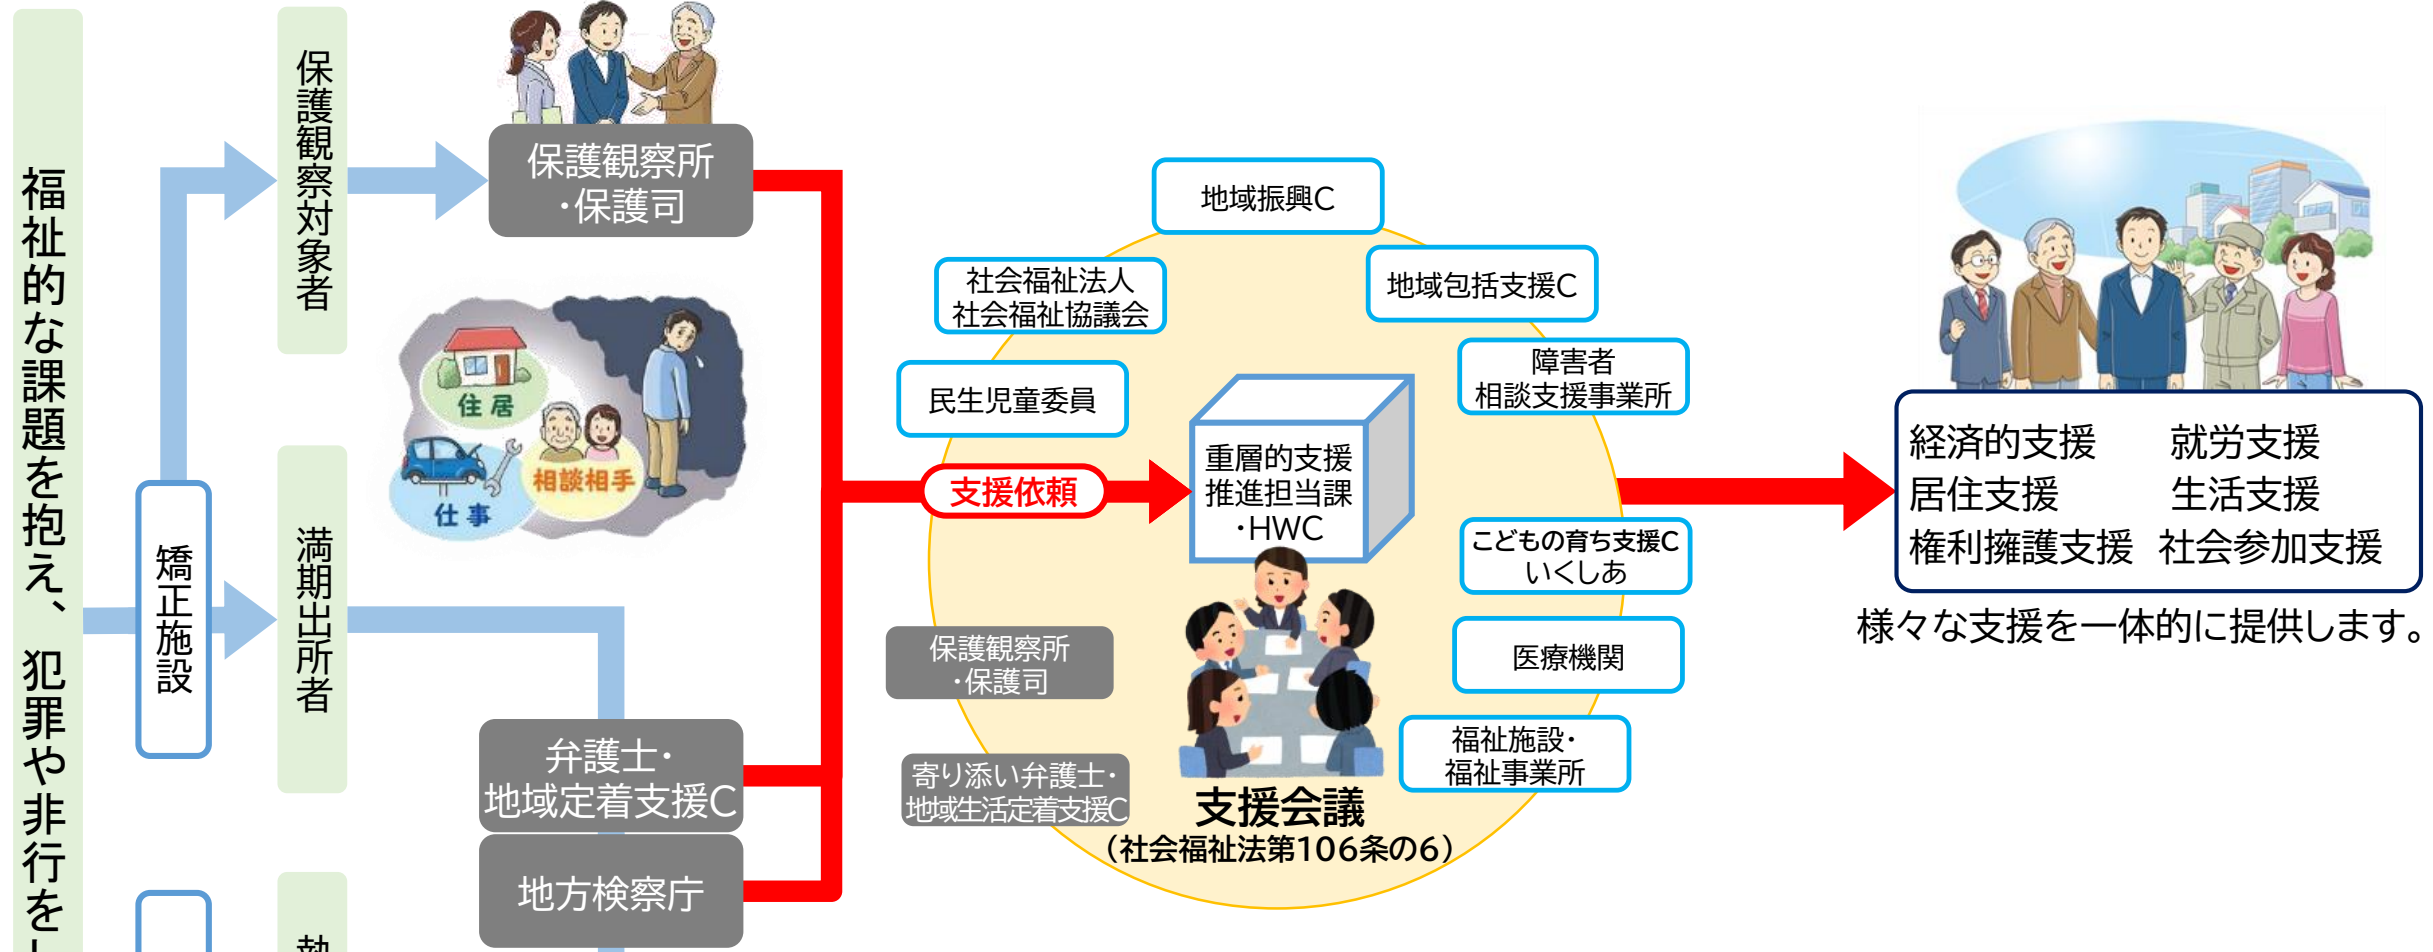 福祉的な課題を抱え、犯罪や非行をし
矯正施設
保護観察対象者
満期出所者
保護観察所
・保護司
住居
相談相手
仕事
弁護士・
地域定着支援C
地方検察庁
支援依頼
地域振興C
社会福祉法人
社会福祉協議会
地域包括支援C
民生児童委員
障害者
相談支援事業所
重層的支援
推進担当課
・HWC
こどもの育ち支援C
いくしあ
保護観察所
・保護司
医療機関
寄り添い弁護士・
地域生活定着支援C
福祉施設・
福祉事業所
支援会議
（社会福祉法第106条の6）
経済的支援 就労支援
居住支援 生活支援
権利擁護支援 社会参加支援
様々な支援を一体的に提供します。